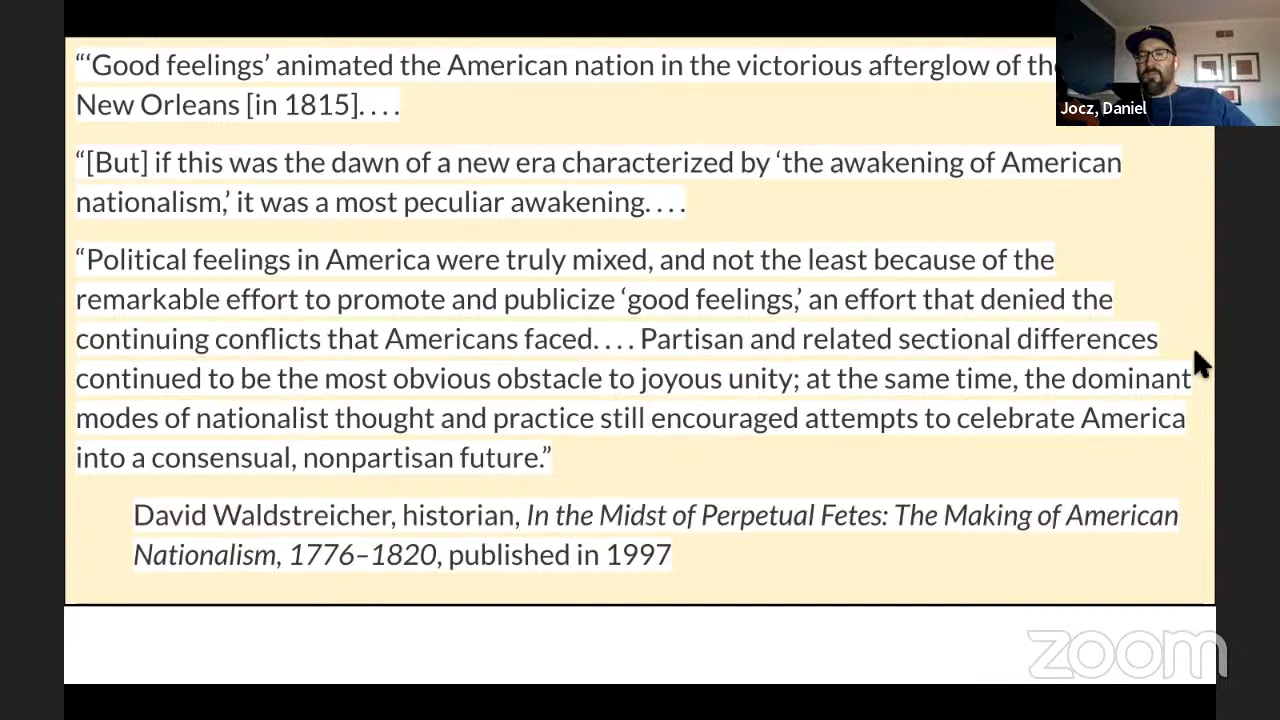 “‘Good feelings’ animated the American nation in the victorious afterglow of
New Orleans [in 1815]. . . .
“[But] if this was the dawn of a new era characterized by ‘the awakening of American
nationalism,’ it was a most peculiar awakening. . . .
“Political feelings in America were truly mixed, and not the least because of the
remarkable effort to promote and publicize ‘good feelings,’ an effort that denied the
continuing conflicts that Americans faced. . . . Partisan and related sectional differences
continued to be the most obvious obstacle to joyous unity; at the same time, the dominant
modes of nationalist thought and practice still encouraged attempts to celebrate America
into a consensual, nonpartisan future.”
David Waldstreicher, historian, In the Midst of Perpetual Fetes: The Making of American
Nationalism, 1776–1820, published in 1997
Jocz, Daniel
zoom